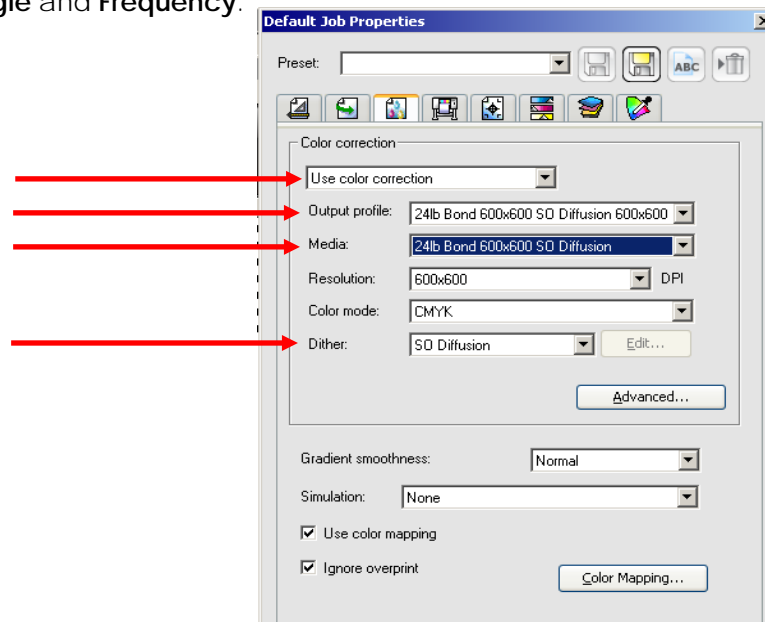 gle and Frequency.
Default Job Properties
Preset:
ABC
Color correction
Use color correction
Output profile: 24lb Bond 600x600 SO Diffusion 600x600
Media: 24lb Bond 600x600 SO Diffusion
Resolution: 600x600 DPI
Color mode: CMYK
Dither: SO Diffusion Edit...
Advanced...
Gradient smoothness: Normal
Simulation: None
Use color mapping
Ignore overprint
Color Mapping...